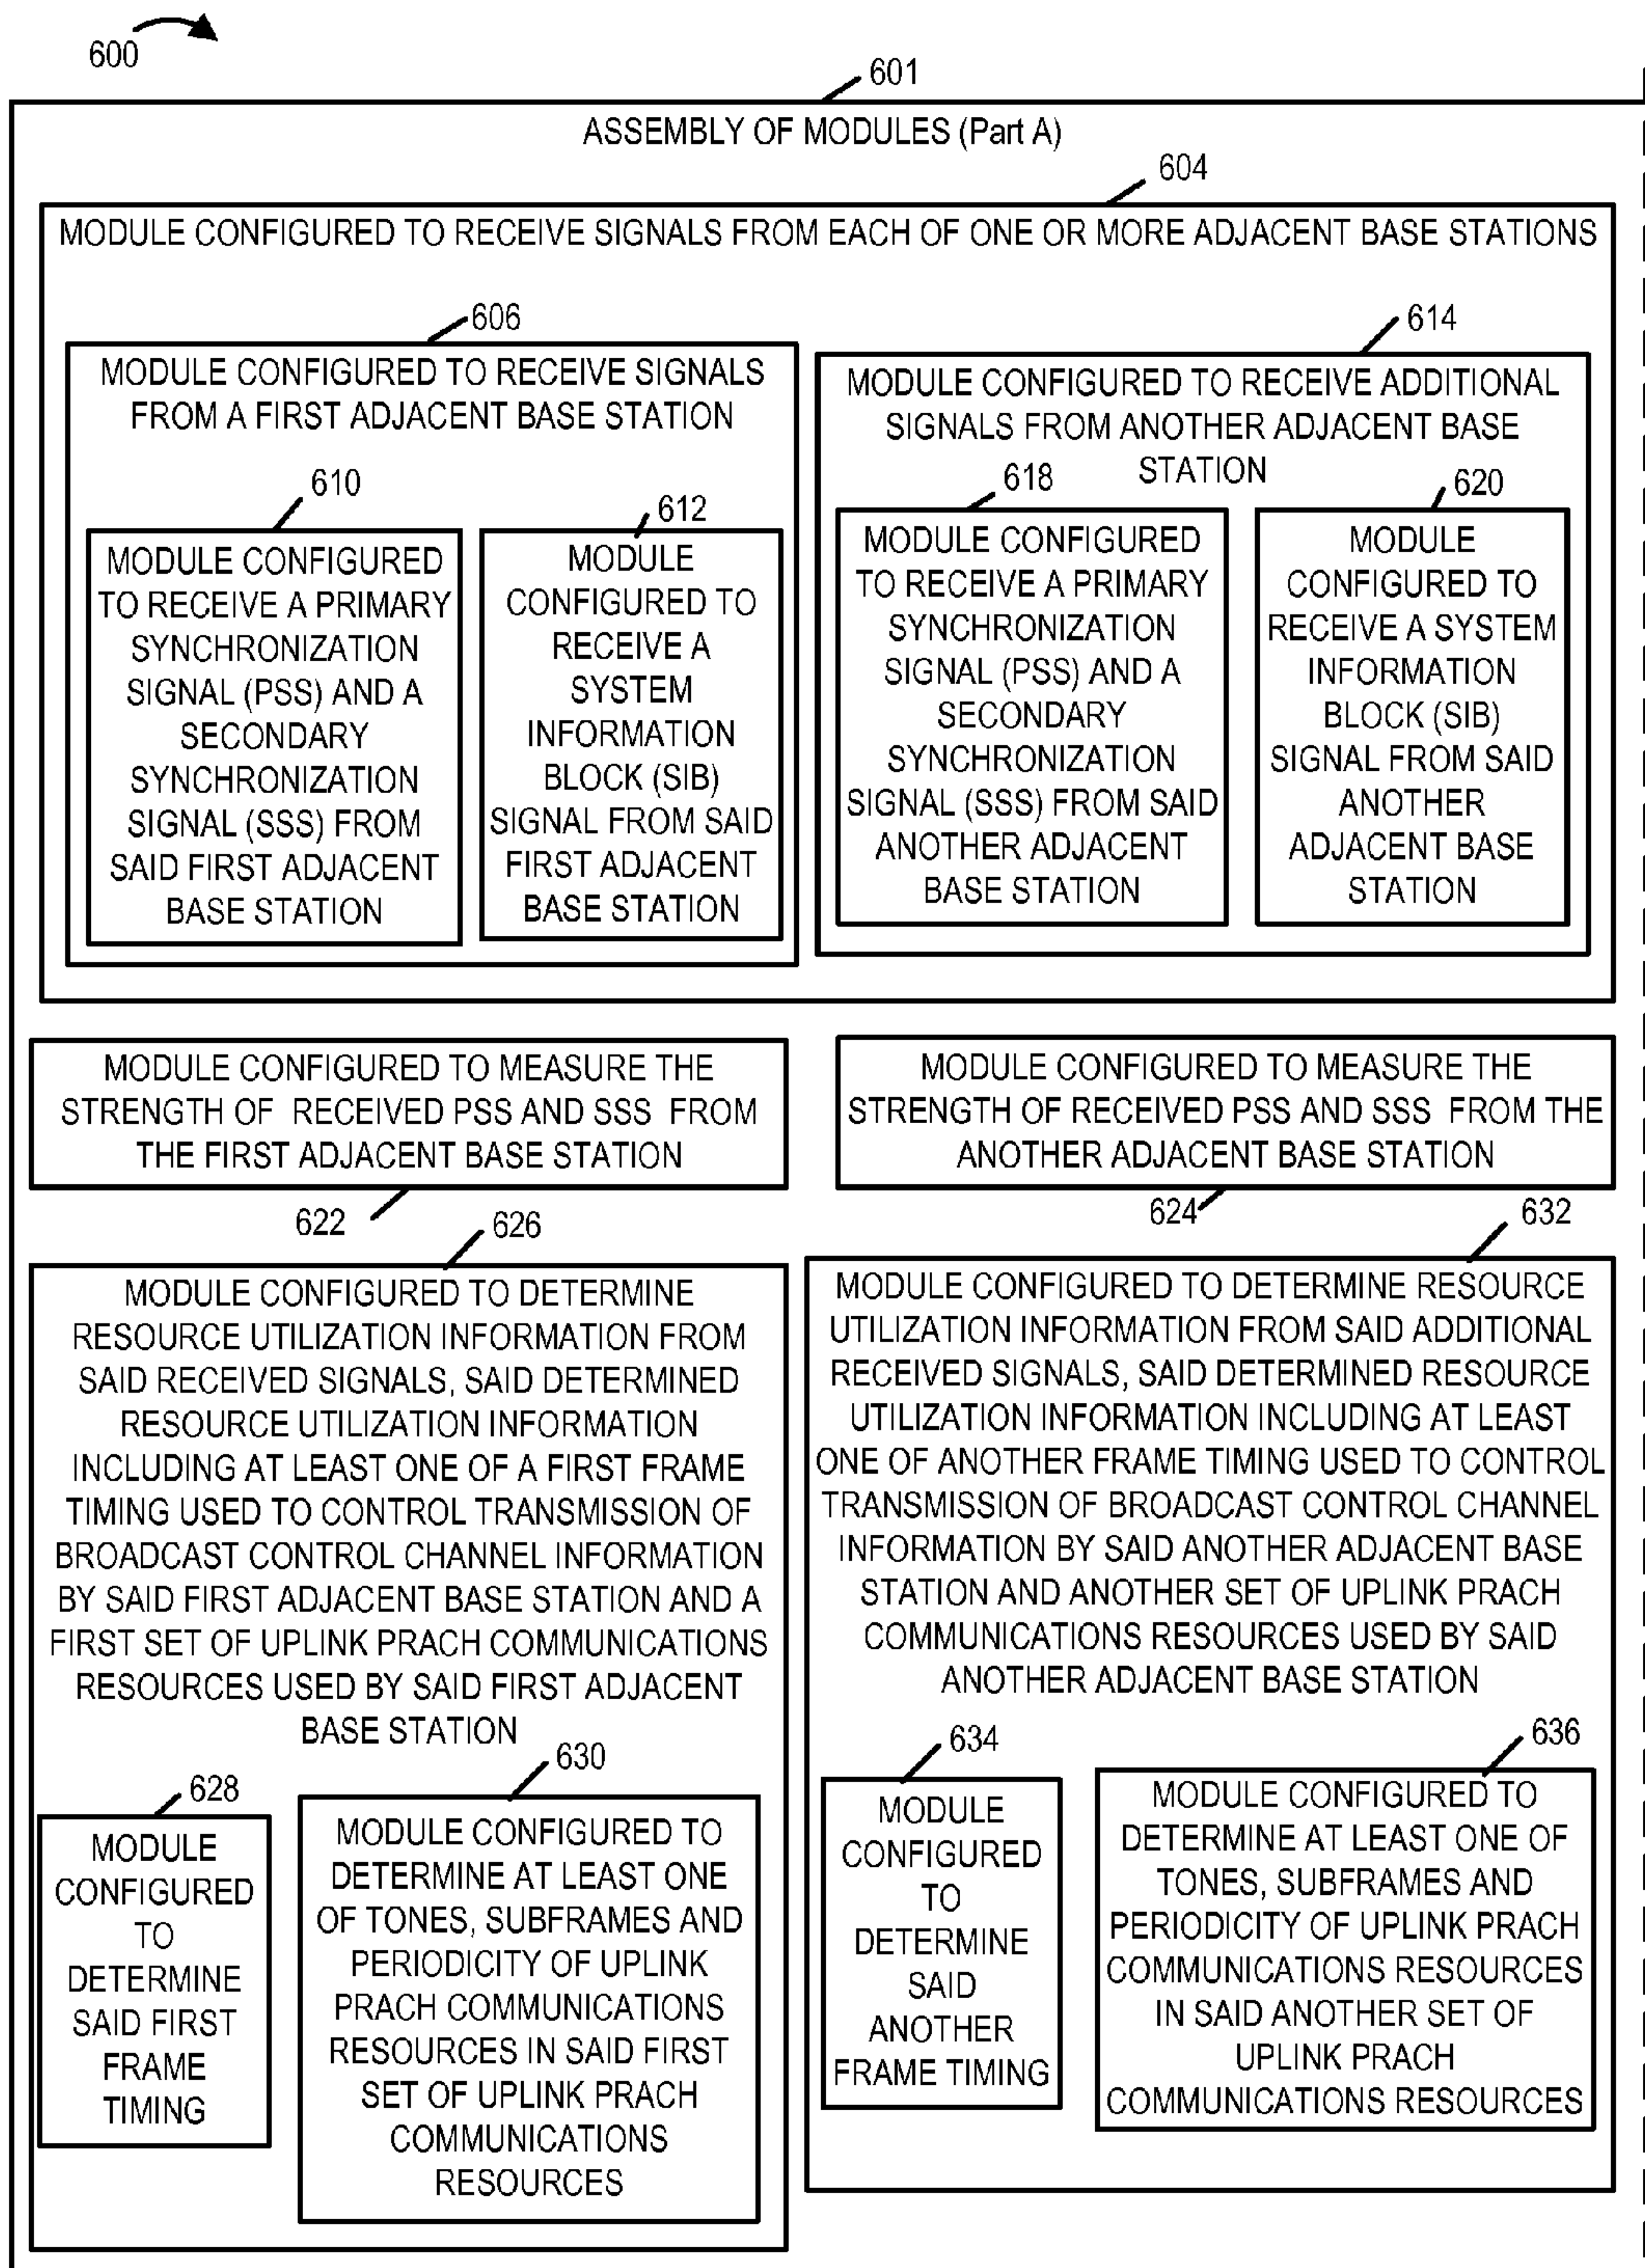 600
601
ASSEMBLY OF MODULES (Part A)
604
MODULE CONFIGURED TO RECEIVE SIGNALS FROM EACH OF ONE OR MORE ADJACENT BASE STATIONS
606
MODULE CONFIGURED TO RECEIVE SIGNALS
FROM A FIRST ADJACENT BASE STATION
610
MODULE CONFIGURED
TO RECEIVE A PRIMARY
SYNCHRONIZATION
SIGNAL (PSS) AND A
SECONDARY
SYNCHRONIZATION
SIGNAL (SSS) FROM
SAID FIRST ADJACENT
BASE STATION
612
MODULE
CONFIGURED TO
RECEIVE A
SYSTEM
INFORMATION
BLOCK (SIB)
SIGNAL FROM SAID
FIRST ADJACENT
BASE STATION
614
MODULE CONFIGURED TO RECEIVE ADDITIONAL
SIGNALS FROM ANOTHER ADJACENT BASE
STATION
618
MODULE CONFIGURED
TO RECEIVE A PRIMARY
SYNCHRONIZATION
SIGNAL (PSS) AND A
SECONDARY
SYNCHRONIZATION
SIGNAL (SSS) FROM SAID
ANOTHER ADJACENT
BASE STATION
620
MODULE
CONFIGURED TO
RECEIVE A SYSTEM
INFORMATION
BLOCK (SIB)
SIGNAL FROM SAID
ANOTHER
ADJACENT BASE
STATION
MODULE CONFIGURED TO MEASURE THE
STRENGTH OF RECEIVED PSS AND SSS FROM
THE FIRST ADJACENT BASE STATION
622
MODULE CONFIGURED TO MEASURE THE
STRENGTH OF RECEIVED PSS AND SSS FROM THE
ANOTHER ADJACENT BASE STATION
624
626
MODULE CONFIGURED TO DETERMINE
RESOURCE UTILIZATION INFORMATION FROM
SAID RECEIVED SIGNALS, SAID DETERMINED
RESOURCE UTILIZATION INFORMATION
INCLUDING AT LEAST ONE OF A FIRST FRAME
TIMING USED TO CONTROL TRANSMISSION OF
BROADCAST CONTROL CHANNEL INFORMATION
BY SAID FIRST ADJACENT BASE STATION AND A
FIRST SET OF UPLINK PRACH COMMUNICATIONS
RESOURCES USED BY SAID FIRST ADJACENT
BASE STATION
628
MODULE
CONFIGURED
TO
DETERMINE
SAID FIRST
FRAME
TIMING
630
MODULE CONFIGURED TO
DETERMINE AT LEAST ONE
OF TONES, SUBFRAMES AND
PERIODICITY OF UPLINK
PRACH COMMUNICATIONS
RESOURCES IN SAID FIRST
SET OF UPLINK PRACH
COMMUNICATIONS
RESOURCES
632
MODULE CONFIGURED TO DETERMINE RESOURCE
UTILIZATION INFORMATION FROM SAID ADDITIONAL
RECEIVED SIGNALS, SAID DETERMINED RESOURCE
UTILIZATION INFORMATION INCLUDING AT LEAST
ONE OF ANOTHER FRAME TIMING USED TO CONTROL
TRANSMISSION OF BROADCAST CONTROL CHANNEL
INFORMATION BY SAID ANOTHER ADJACENT BASE
STATION AND ANOTHER SET OF UPLINK PRACH
COMMUNICATIONS RESOURCES USED BY SAID
ANOTHER ADJACENT BASE STATION
634
MODULE
CONFIGURED
TO
DETERMINE
SAID
ANOTHER
FRAME TIMING
636
MODULE CONFIGURED TO
DETERMINE AT LEAST ONE OF
TONES, SUBFRAMES AND
PERIODICITY OF UPLINK PRACH
COMMUNICATIONS RESOURCES
IN SAID ANOTHER SET OF
UPLINK PRACH
COMMUNICATIONS RESOURCES